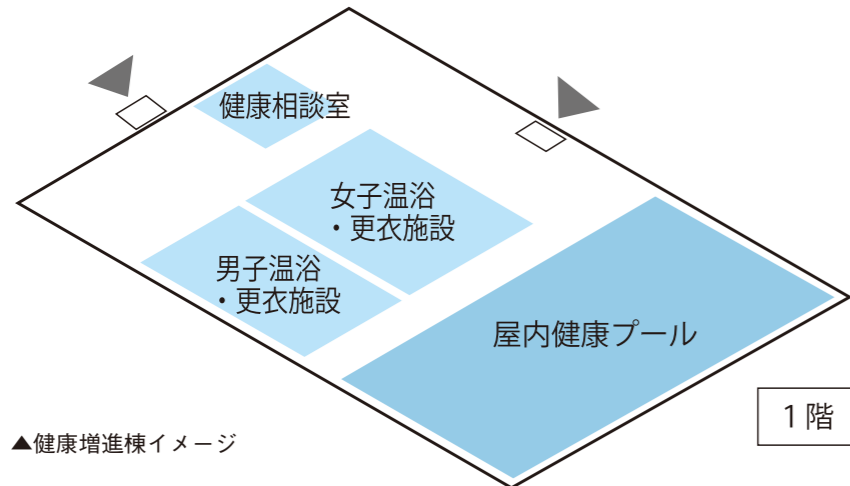 健康相談室
女子温浴
・更衣施設
男子温浴
・更衣施設
屋内健康プール
1階
▲健康増進棟イメージ